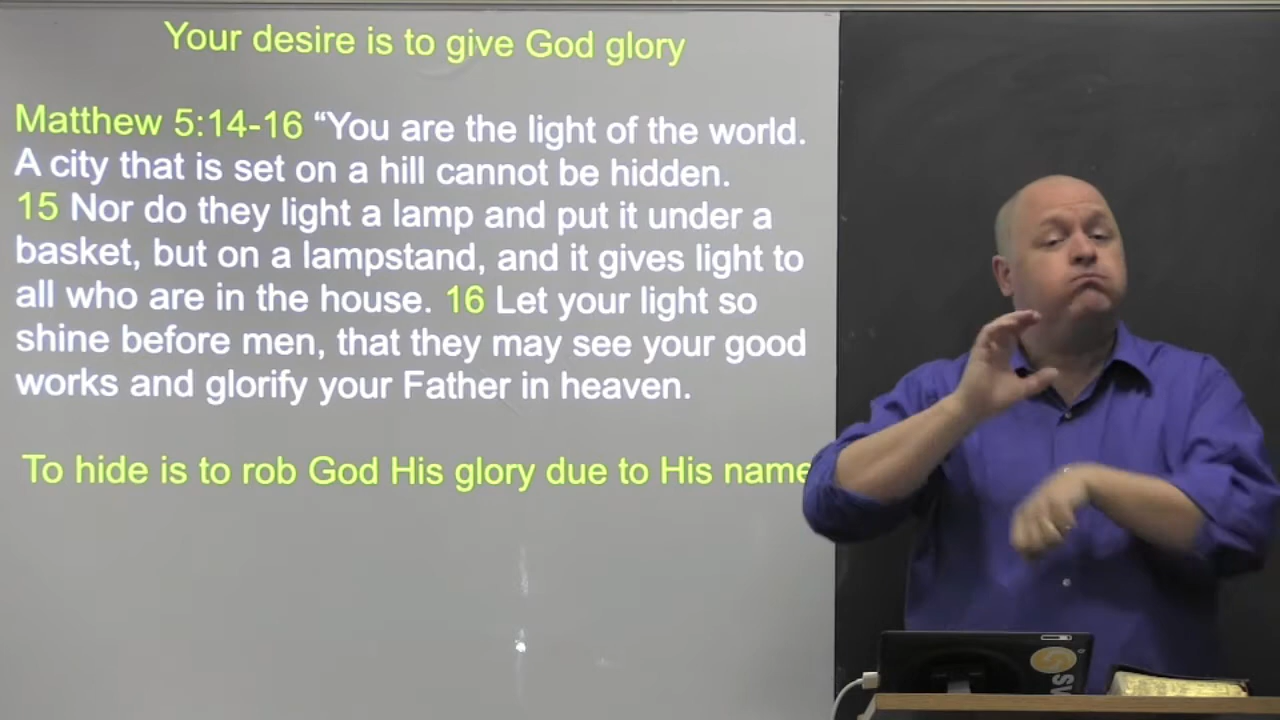 Your desire is to give God glory
Matthew 5:14-16 “You are the light of the world.
A city that is set on a hill cannot be hidden.
15 Nor do they light a lamp and put it under a
basket, but on a lampstand, and it gives light to
all who are in the house. 16 Let your light so
shine before men, that they may see your good
works and glorify your Father in heaven.
To hide is to rob God His glory due to His name